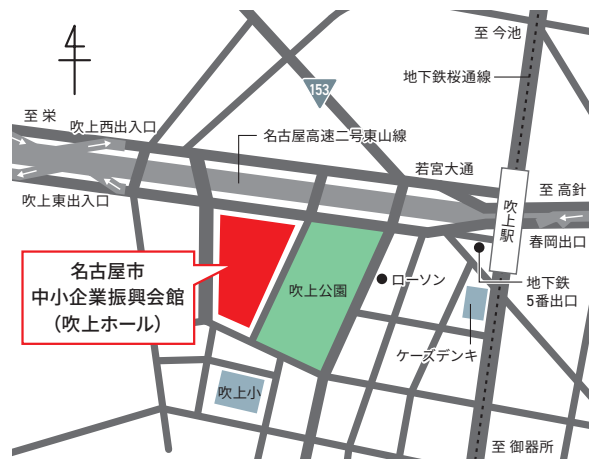 至 今池
地下鉄桜通線
153
至 栄
吹上西出入口
名古屋高速二号東山線
若宮大通
至 高針
吹上東出入口
吹上駅
春岡出口
名古屋市
中小企業振興会館
（吹上ホール）
吹上公園
ローソン
地下鉄
5番出口
ケーズデンキ
吹上小
至 御器所